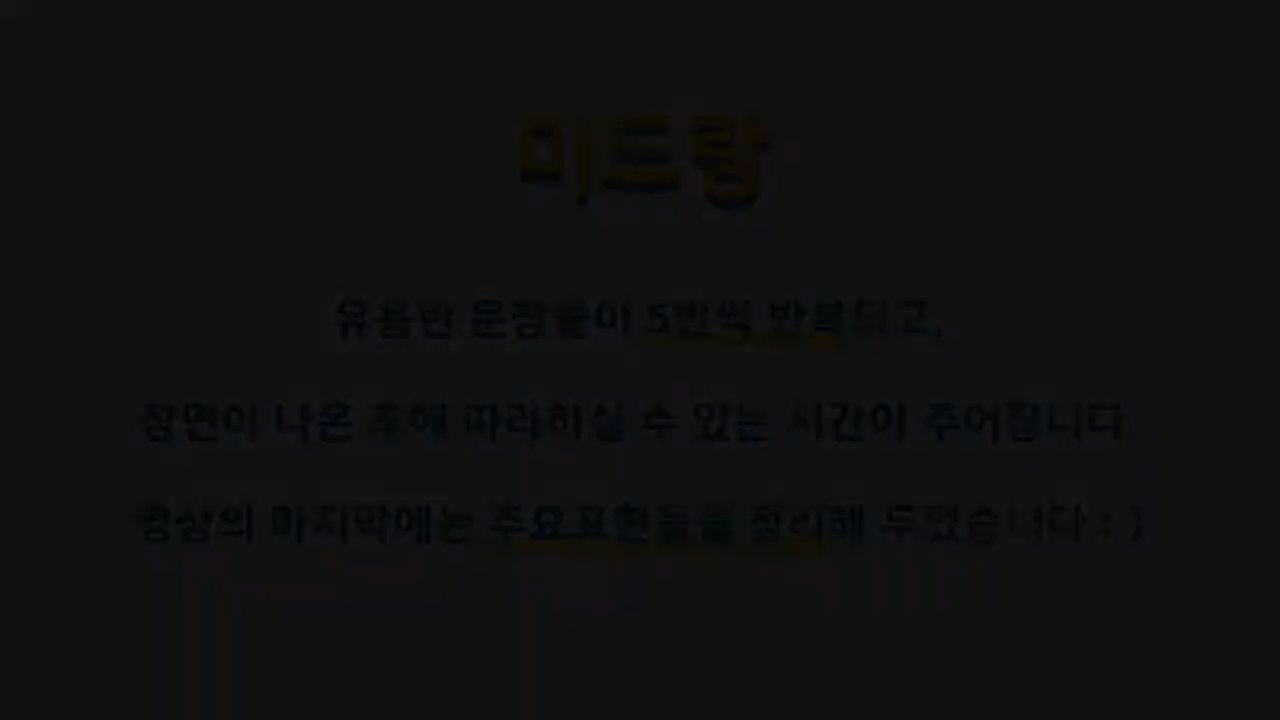 미드랑
유용한 문장들이 5번씩 반복되고,
장면이 나온 후에 따라하실 수 있는 시간이 주어집니다.
영상의 마지막에는 주요표현들을 정리해 두었습니다 : )